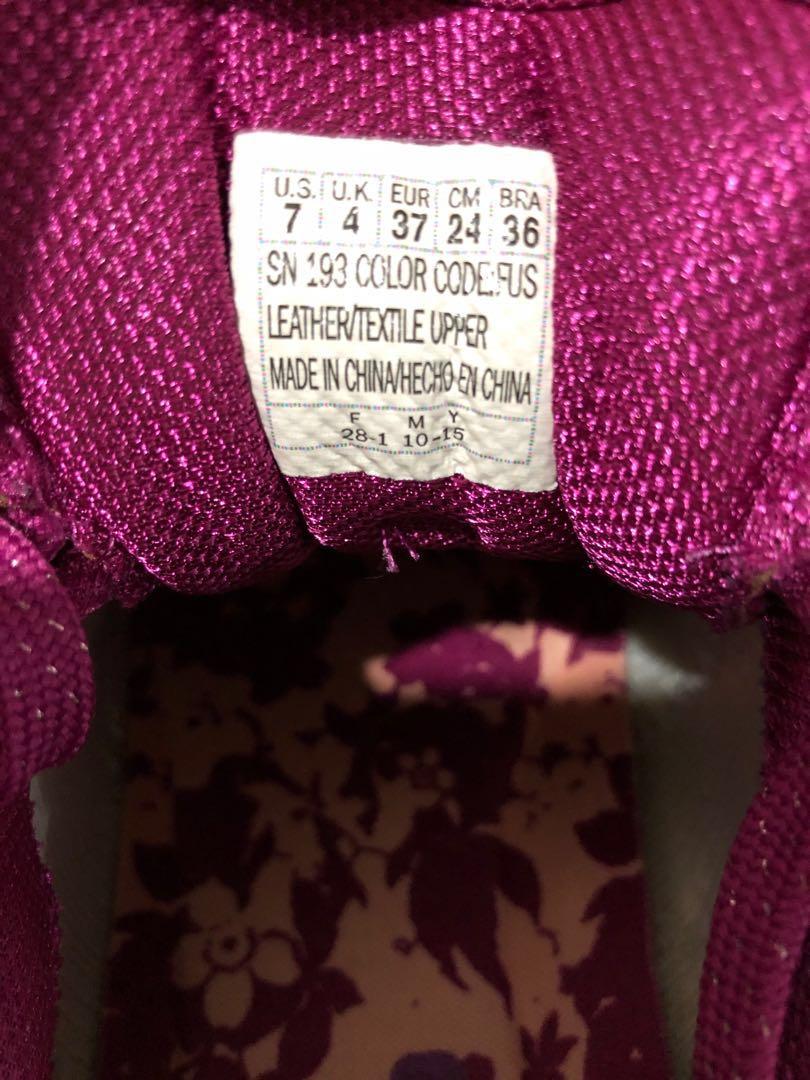 U.S. U.K. EUR CM BRA
7 4 37 24 36
SN 193 COLOR CODE:FUS
LEATHER/TEXTILE UPPER
MADE IN CHINA/HECHO EN CHINA
F M Y
28-1 10-15